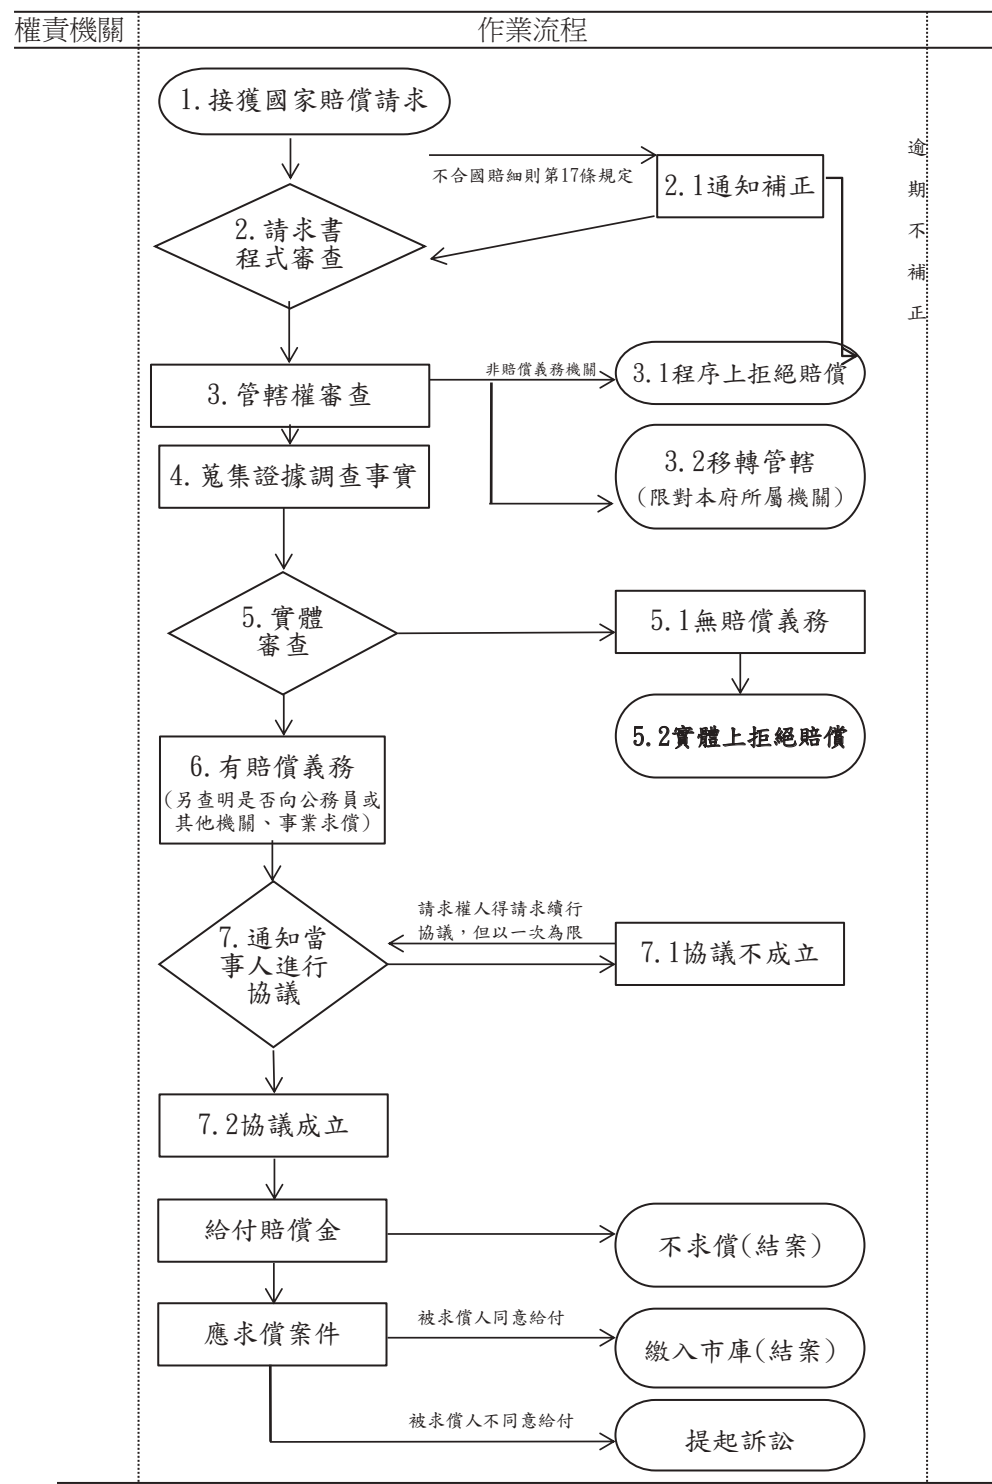 權責機關
作業流程
1.接獲國家賠償請求
不合國賠細則第17條規定
2.1通知補正
逾
期
不
補
正
2.請求書
程式審查
3.管轄權審查
非賠償義務機關
3.1程序上拒絕賠償
3.2移轉管轄
(限對本府所屬機關)
4.蒐集證據調查事實
5.實體
審查
5.1無賠償義務
5.2實體上拒絕賠償
6.有賠償義務
(另查明是否向公務員或
其他機關、事業求償)
7.通知當
事人進行
協議
請求權人得請求續行
協議，但以一次為限
7.1協議不成立
7.2協議成立
給付賠償金
不求償(結案)
應求償案件
被求償人同意給付
繳入市庫(結案)
被求償人不同意給付
提起訴訟